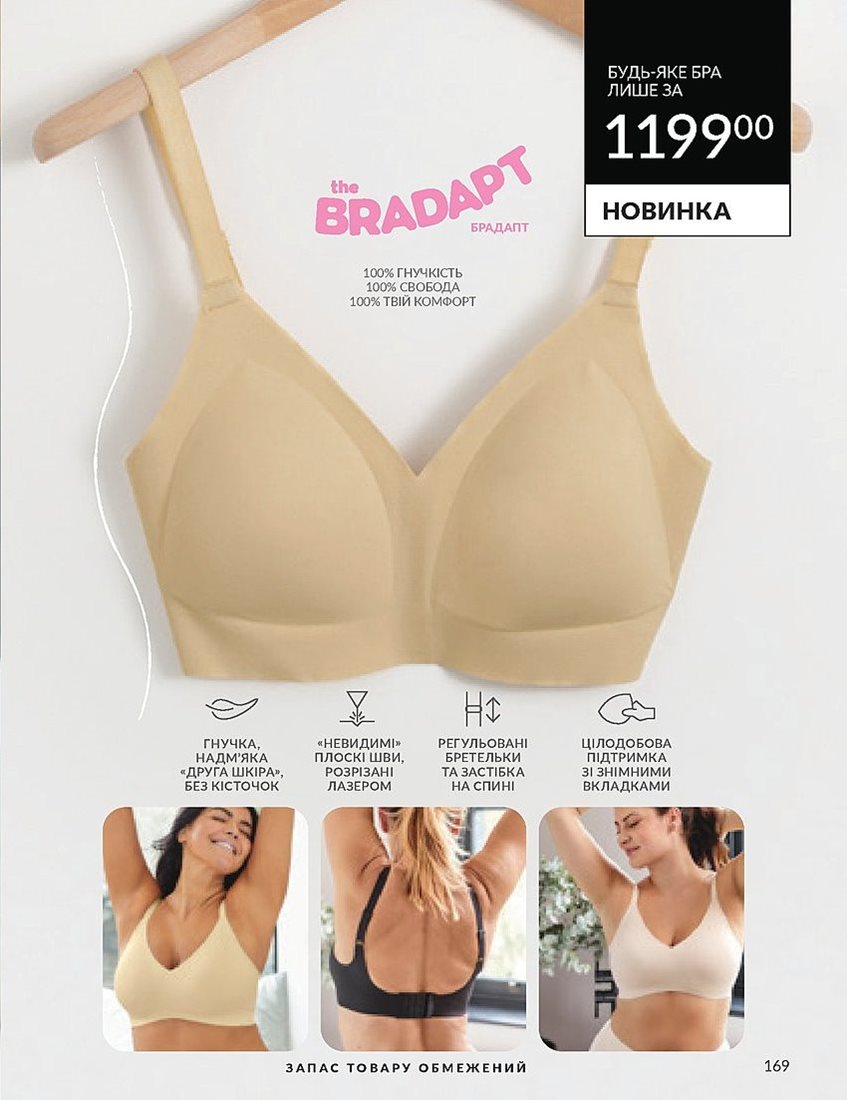 БУДЬ-ЯКЕ БРА
ЛИШЕ ЗА
1199⁰⁰
НОВИНКА
the
BRADAPT
БРАДАПТ
100% ГНУЧКІСТЬ
100% СВОБОДА
100% ТВІЙ КОМФОРТ
ГНУЧКА,
НАДМ’ЯКА
«ДРУГА ШКІРА»,
БЕЗ КІСТОЧОК
«НЕВИДИМІ»
ПЛОСКІ ШВИ,
РОЗРІЗАНІ
ЛАЗЕРОМ
РЕГУЛЬОВАНІ
БРЕТЕЛЬКИ
ТА ЗАСТІБКА
НА СПИНІ
ЦІЛОДОБОВА
ПІДТРИМКА
ЗІ ЗНІМНИМИ
ВКЛАДКАМИ
ЗАПАС ТОВАРУ ОБМЕЖЕНИЙ
169